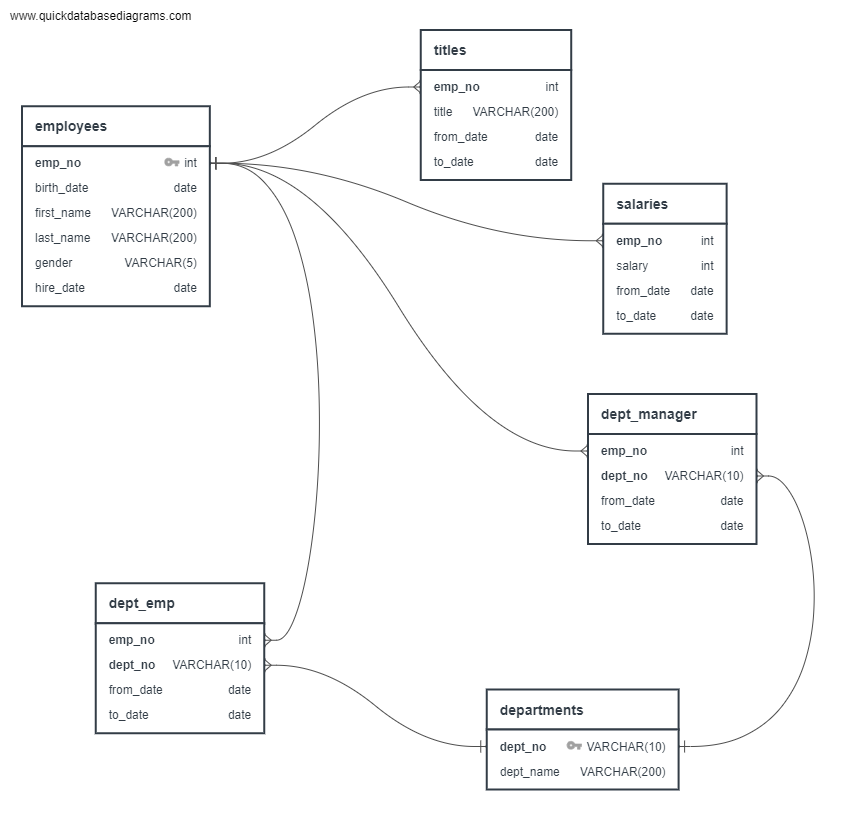 www.quickdatabasediagrams.com
titles
emp_no int
title VARCHAR(200)
from_date date
to_date date
employees
emp_no int
birth_date date
first_name VARCHAR(200)
last_name VARCHAR(200)
gender VARCHAR(5)
hire_date date
salaries
emp_no int
salary int
from_date date
to_date date
dept_manager
emp_no int
dept_no VARCHAR(10)
from_date date
to_date date
dept_emp
emp_no int
dept_no VARCHAR(10)
from_date date
to_date date
departments
dept_no VARCHAR(10)
dept_name VARCHAR(200)